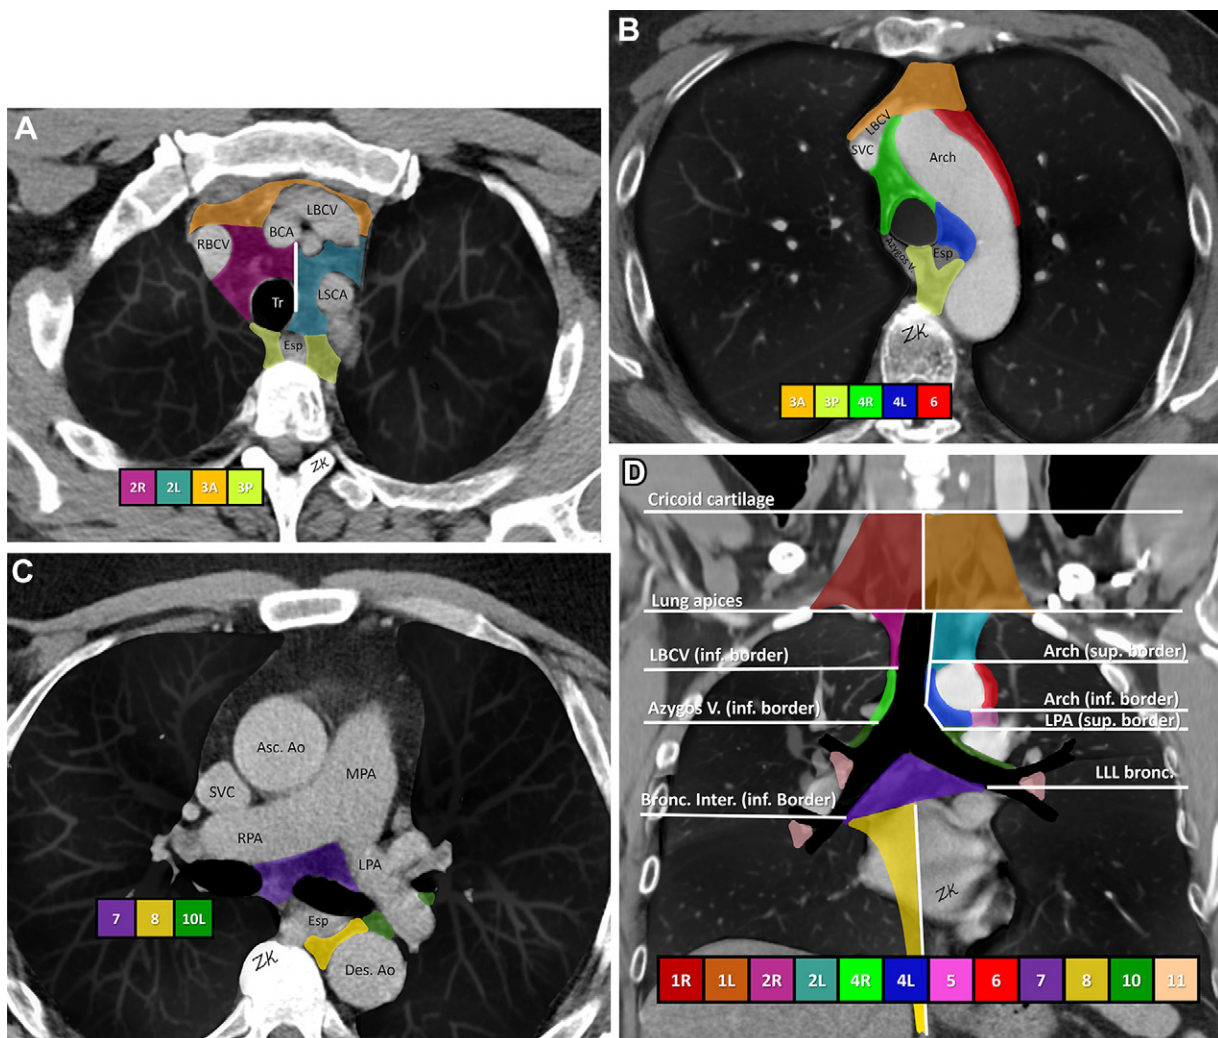 A
LBCV
BCA
RBCV
LSCA
Tr
Esp
ZK
2R 2L 3A 3P
B
LBCV
SVC
Arch
Azygos V.
Esp
ZK
3A 3P 4R 4L 6
C
Asc. Ao
MPA
SVC
RPA
LPA
Esp
ZK
Des. Ao
7 8 10L
D
Cricoid cartilage
Lung apices
LBCV (inf. border)
Arch (sup. border)
Azygos V. (inf. border)
Arch (inf. border)
LPA (sup. border)
LLL bronc.
Bronc. Inter. (inf. Border)
ZK
1R 1L 2R 2L 4R 4L 5 6 7 8 10 11